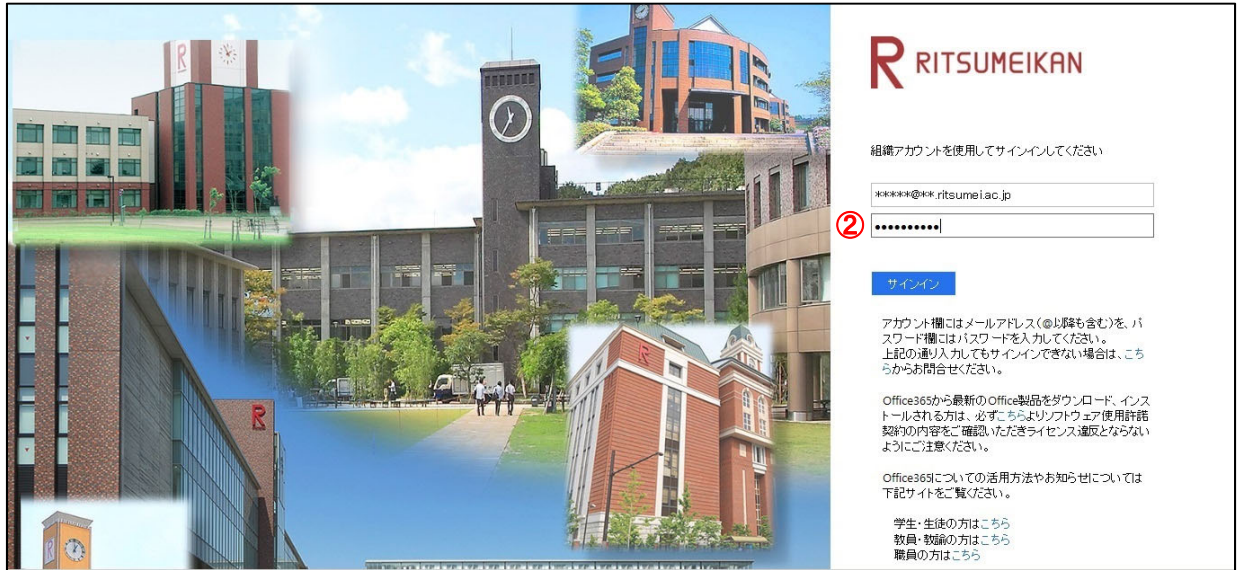 R RITSUMEIKAN
組織アカウントを使用してサインインしてください
*****@**.ritsumei.ac.jp
② ••••••••••
サインイン
アカウント欄にはメールアドレス(@以降も含む)を、パ
スワード欄にはパスワードを入力してください。
上記の通り入力してもサインインできない場合は、こち
らからお問合せください。
Office365から最新のOffice製品をダウンロード、インス
トールされる方は、必ずこちらよりソフトウェア使用許諾
契約の内容をご確認いただきライセンス違反とならない
ようにご注意ください。
Office365についての活用方法やお知らせについては
下記サイトをご覧ください。
学生・生徒の方はこちら
教員・教諭の方はこちら
職員の方はこちら
R
R
R
R